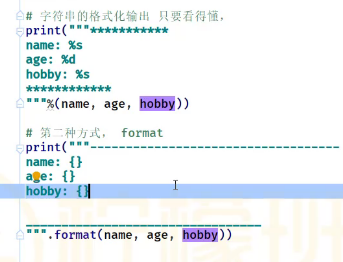 # 字符串的格式化输出 只要看得懂，
print("""***********
name: %s
age: %d
hobby: %s
************
"""%(name, age, hobby))
# 第二种方式， format
print("""-----------------------------------
name: {}
age: {}
hobby: {}
_________________________________
""".format(name, age, hobby))